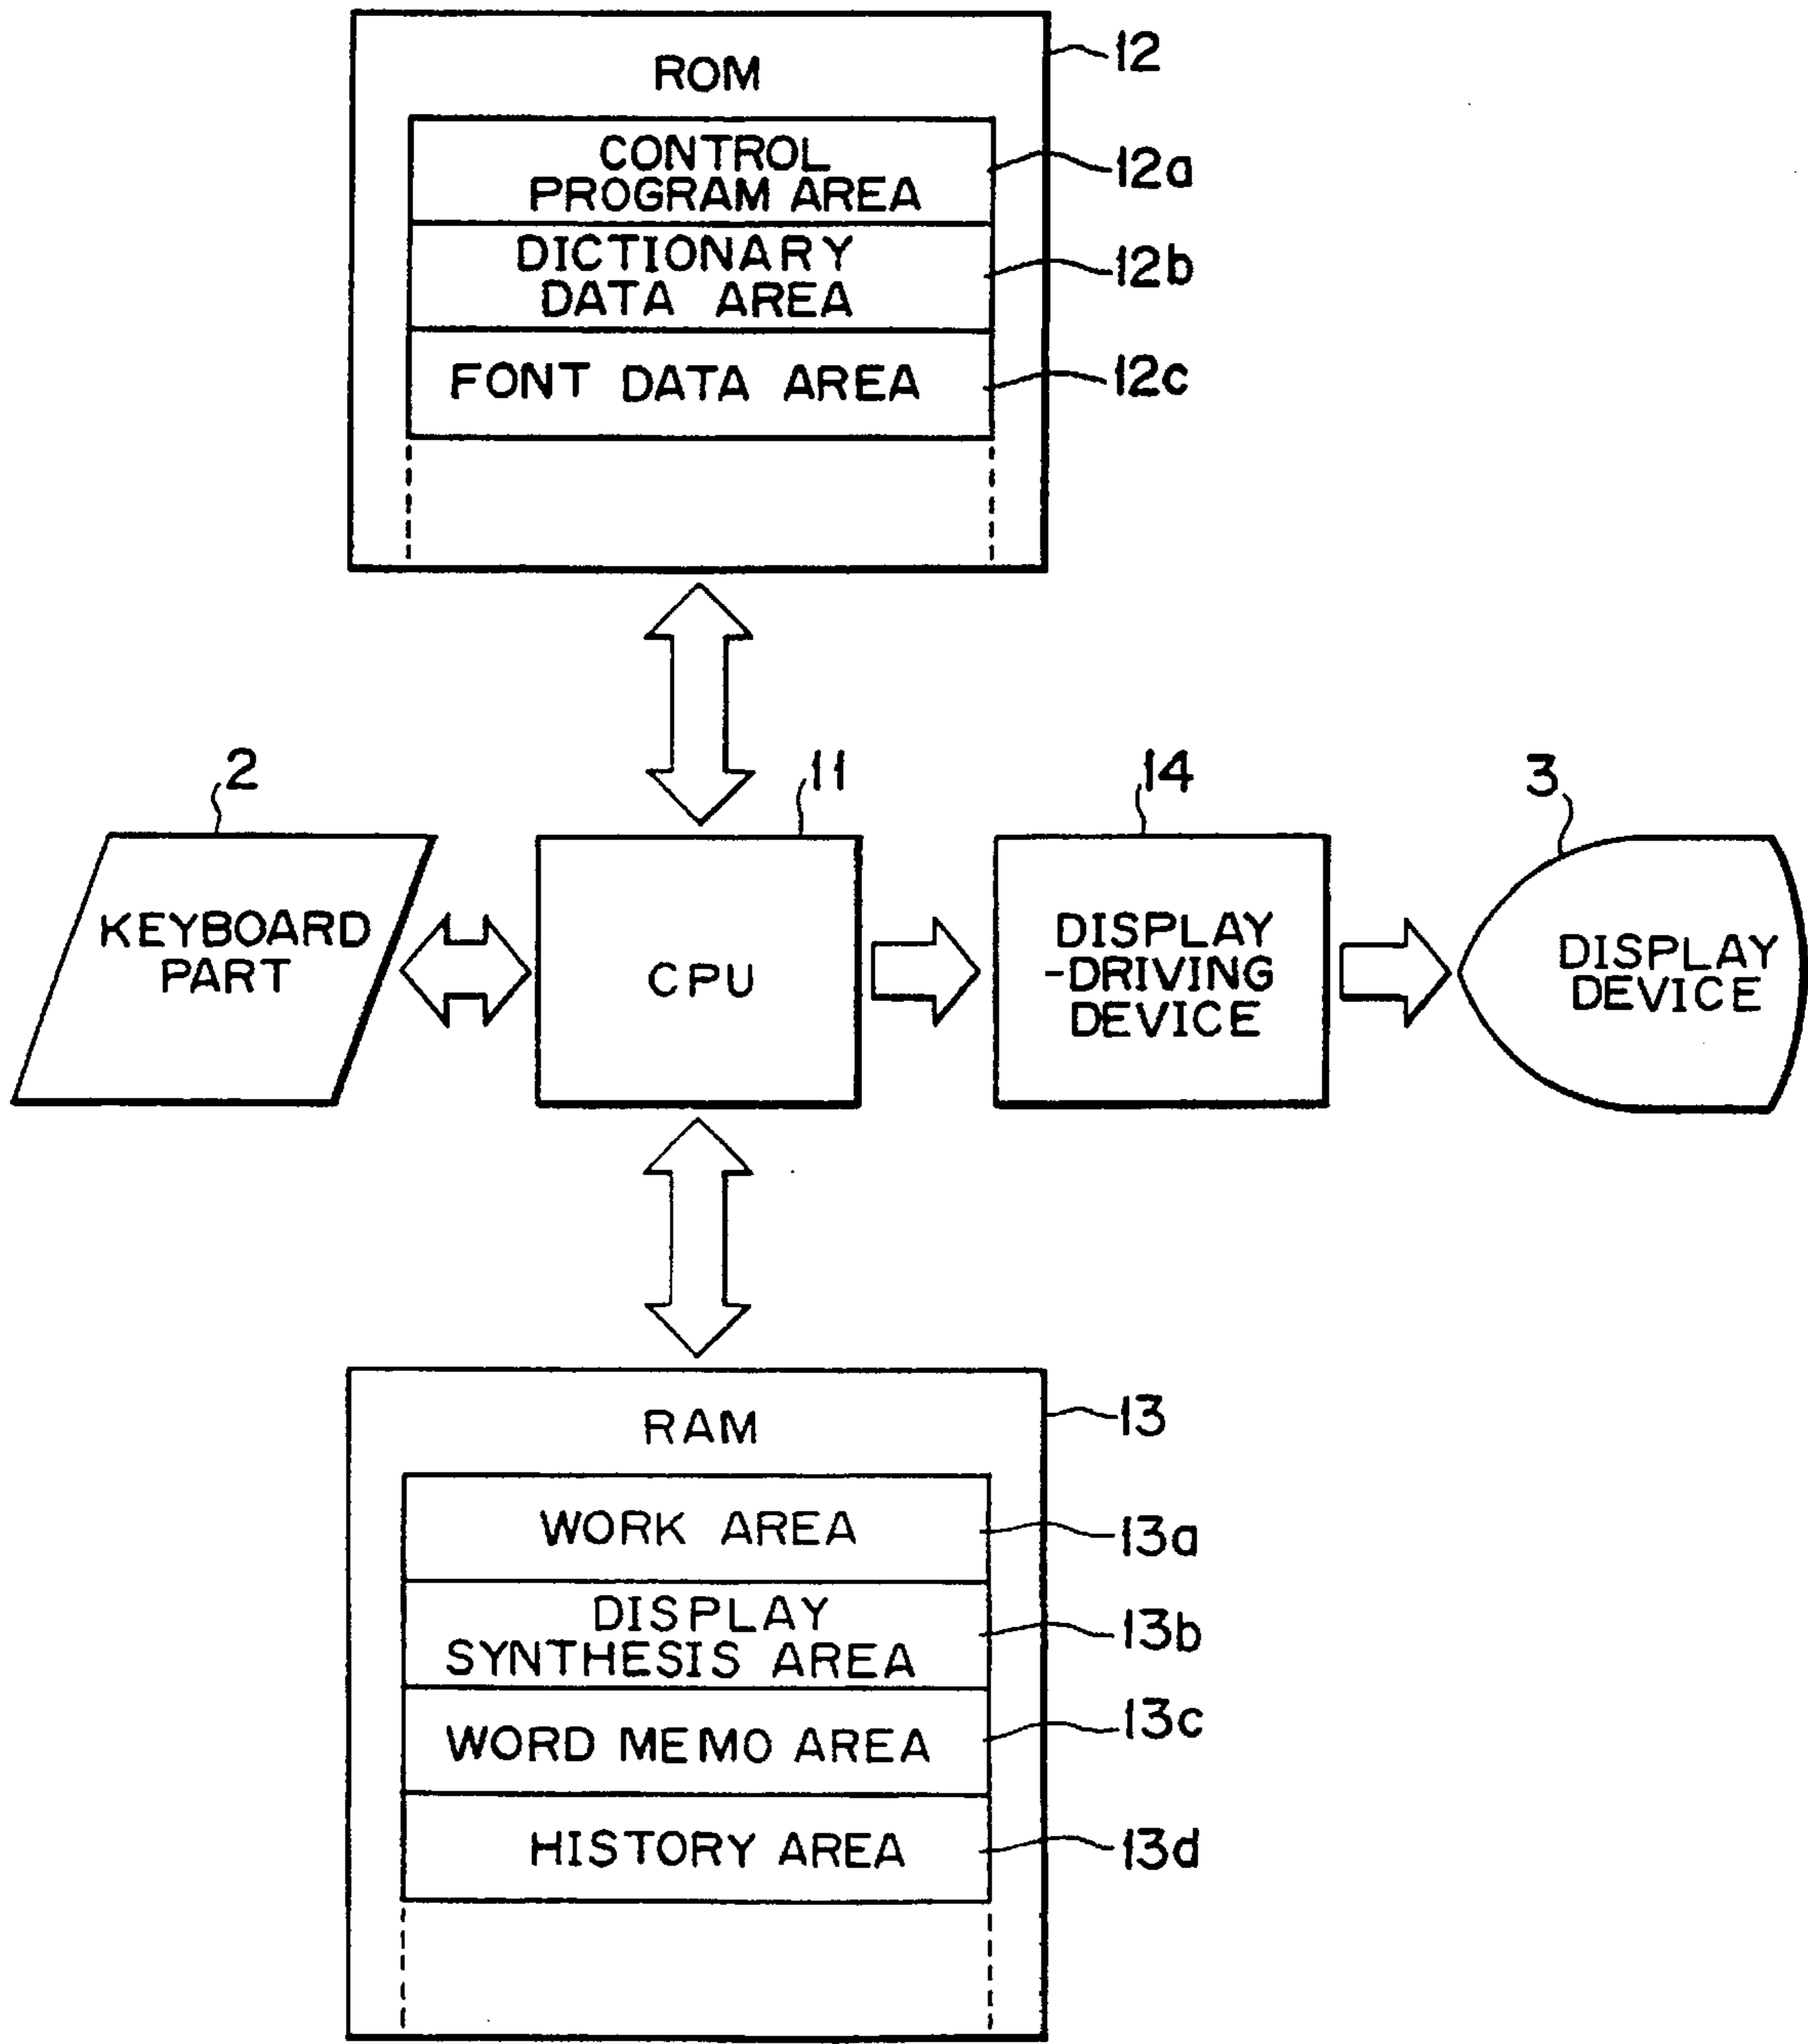 ROM
12
CONTROL
PROGRAM AREA
12a
DICTIONARY
DATA AREA
12b
FONT DATA AREA
12c
2
11
14
3
KEYBOARD
PART
CPU
DISPLAY
-DRIVING
DEVICE
DISPLAY
DEVICE
RAM
13
WORK AREA
13a
DISPLAY
SYNTHESIS AREA
13b
WORD MEMO AREA
13c
HISTORY AREA
13d